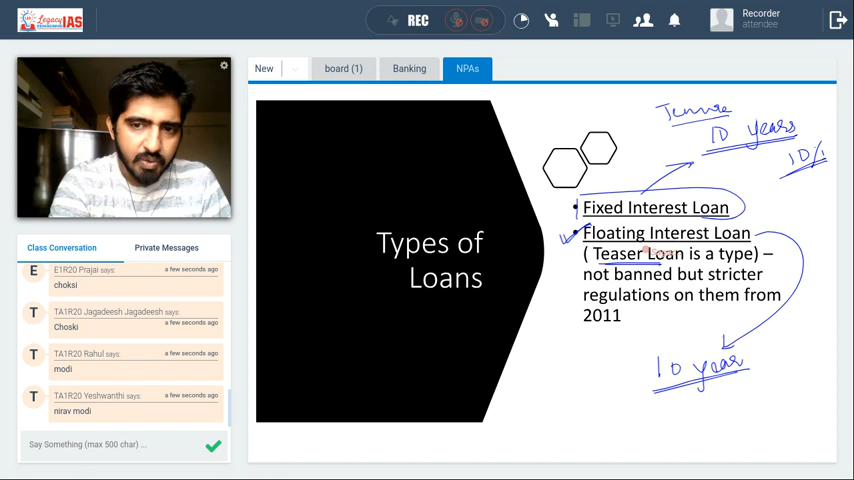 Legacy
IAS
REC
Recorder
attendee
New
board (1)
Banking
NPAs
Tenure
10 years
10%
Types of
Loans
• Fixed Interest Loan
• Floating Interest Loan
( Teaser Loan is a type) –
not banned but stricter
regulations on them from
2011
10 year
Class Conversation
Private Messages
E
E1R20 Prajai says:
a few seconds ago
choksi
T
TA1R20 Jagadeesh Jagadeesh says:
a few seconds ago
Choski
T
TA1R20 Rahul says:
a few seconds ago
modi
T
TA1R20 Yeshwanthi says:
a few seconds ago
nirav modi
Say Something (max 500 char) ...